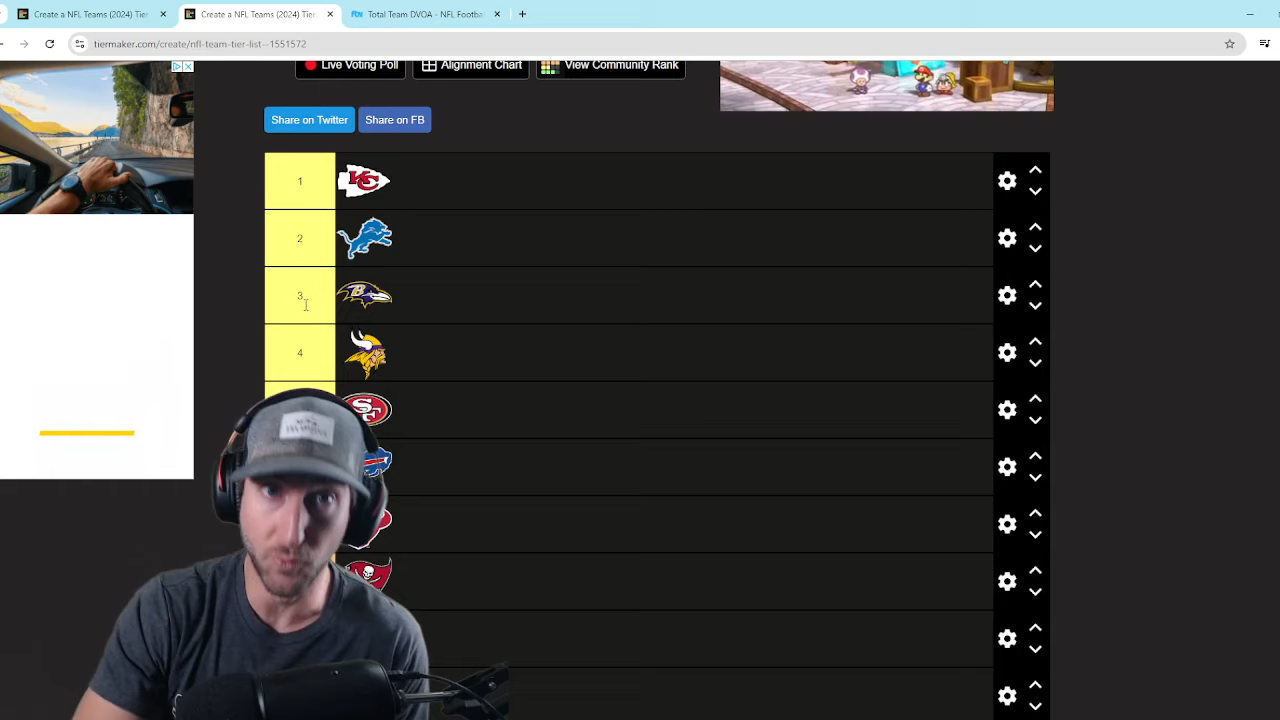 Create a NFL Teams (2024) Tier
Create a NFL Teams (2024) Tier
Total Team DVOA - NFL Footba
tiermaker.com/create/nfl-team-tier-list--1551572
Live Voting Poll
Alignment Chart
View Community Rank
Share on Twitter
Share on FB
1
KC
2
3
B
4
SF